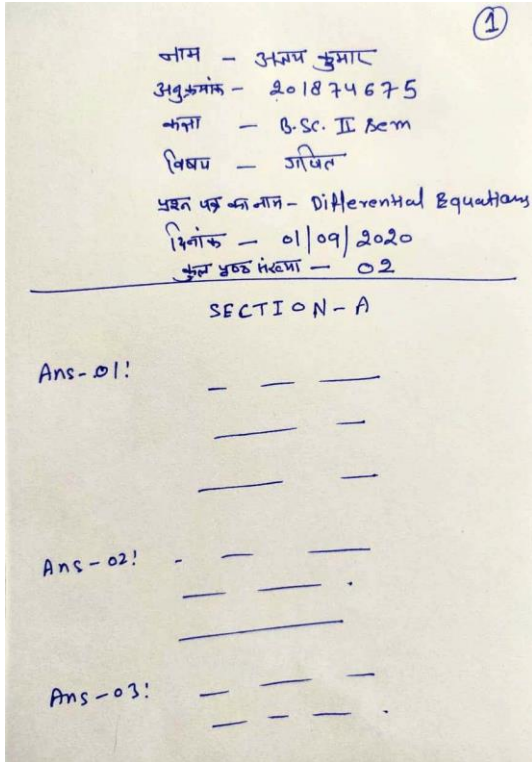 1
नाम - अजय कुमार
अनुक्रमांक - 201874675
कक्षा - B.Sc. II Sem
विषय - गणित
प्रश्न पत्र का नाम - Differential Equations
दिनांक - 01/09/2020
कुल पृष्ठ संख्या - 02
SECTION-A
Ans-01!
Ans-02!
Ans-03!